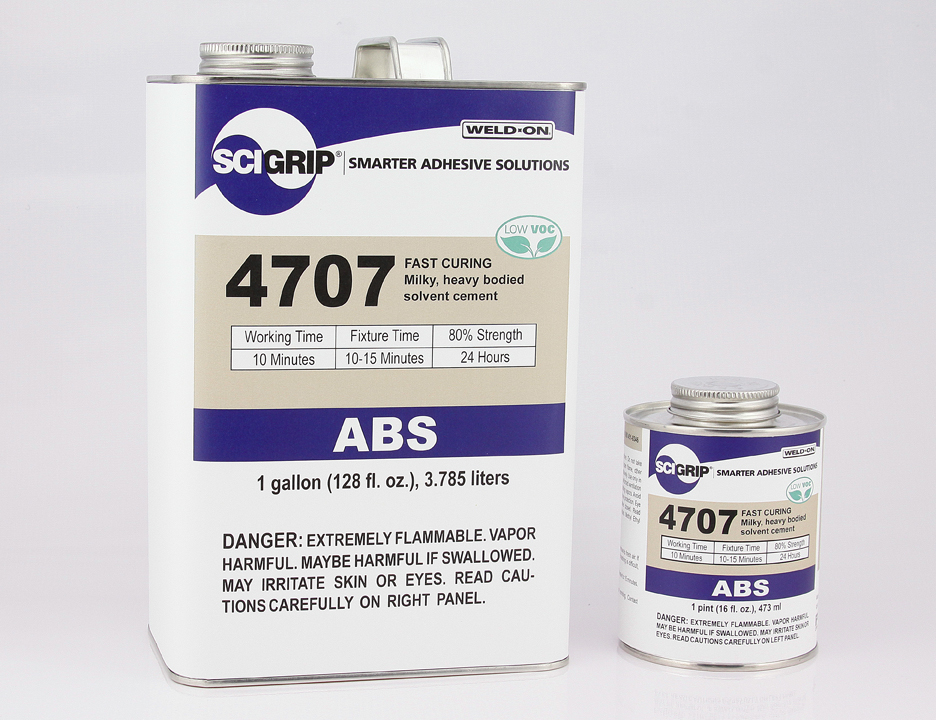 WELD-ON®
SCIGRIP® SMARTER ADHESIVE SOLUTIONS
LOW VOC
4707 FAST CURING
Milky, heavy bodied
solvent cement
Working Time Fixture Time 80% Strength
10 Minutes 10-15 Minutes 24 Hours
ABS
1 gallon (128 fl. oz.), 3.785 liters
DANGER: EXTREMELY FLAMMABLE. VAPOR
HARMFUL. MAYBE HARMFUL IF SWALLOWED.
MAY IRRITATE SKIN OR EYES. READ CAU-
TIONS CAREFULLY ON RIGHT PANEL.
WELD-ON
SCIGRIP SMARTER ADHESIVE SOLUTIONS
LOW VOC
4707 FAST CURING
Milky, heavy bodied
solvent cement
Working Time Fixture Time 80% Strength
10 Minutes 10-15 Minutes 24 Hours
ABS
1 pint (16 fl. oz.), 473 ml
DANGER: EXTREMELY FLAMMABLE. VAPOR HARMFUL.
MAY BE HARMFUL IF SWALLOWED. MAY IRRITATE SKIN OR
EYES. READ CAUTIONS CAREFULLY ON LEFT PANEL.